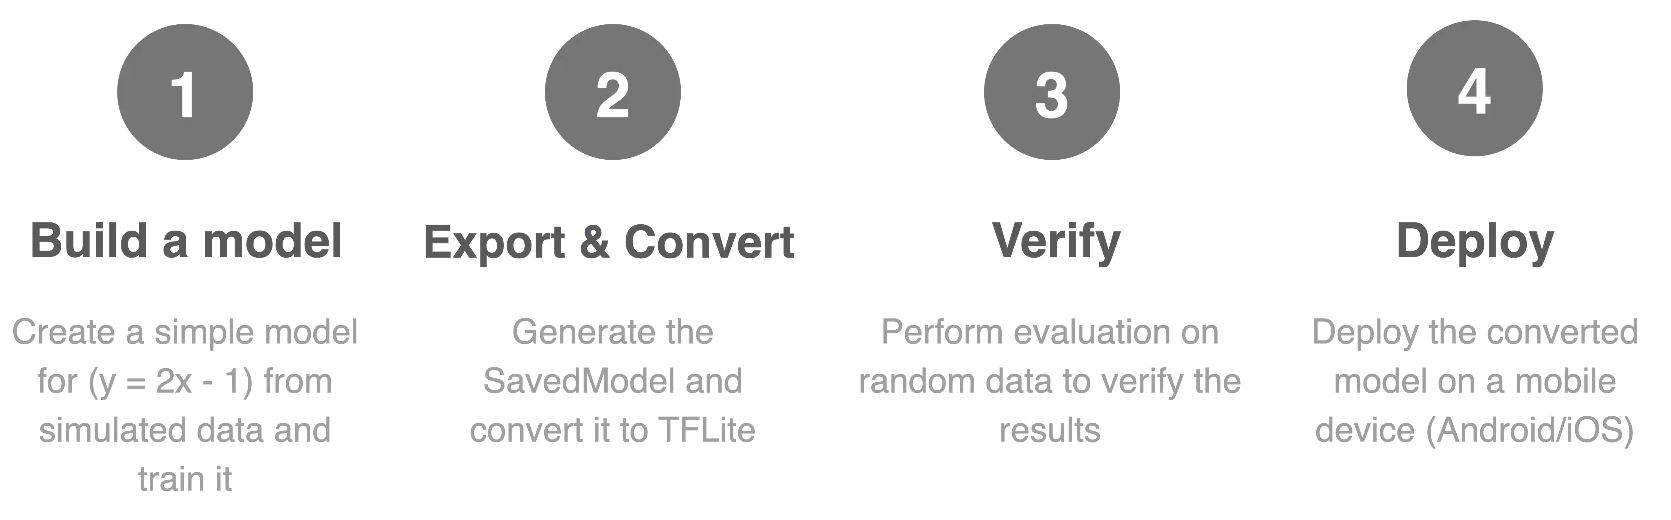 1
Build a model
Create a simple model
for (y = 2x - 1) from
simulated data and
train it
2
Export & Convert
Generate the
SavedModel and
convert it to TFLite
3
Verify
Perform evaluation on
random data to verify the
results
4
Deploy
Deploy the converted
model on a mobile
device (Android/iOS)